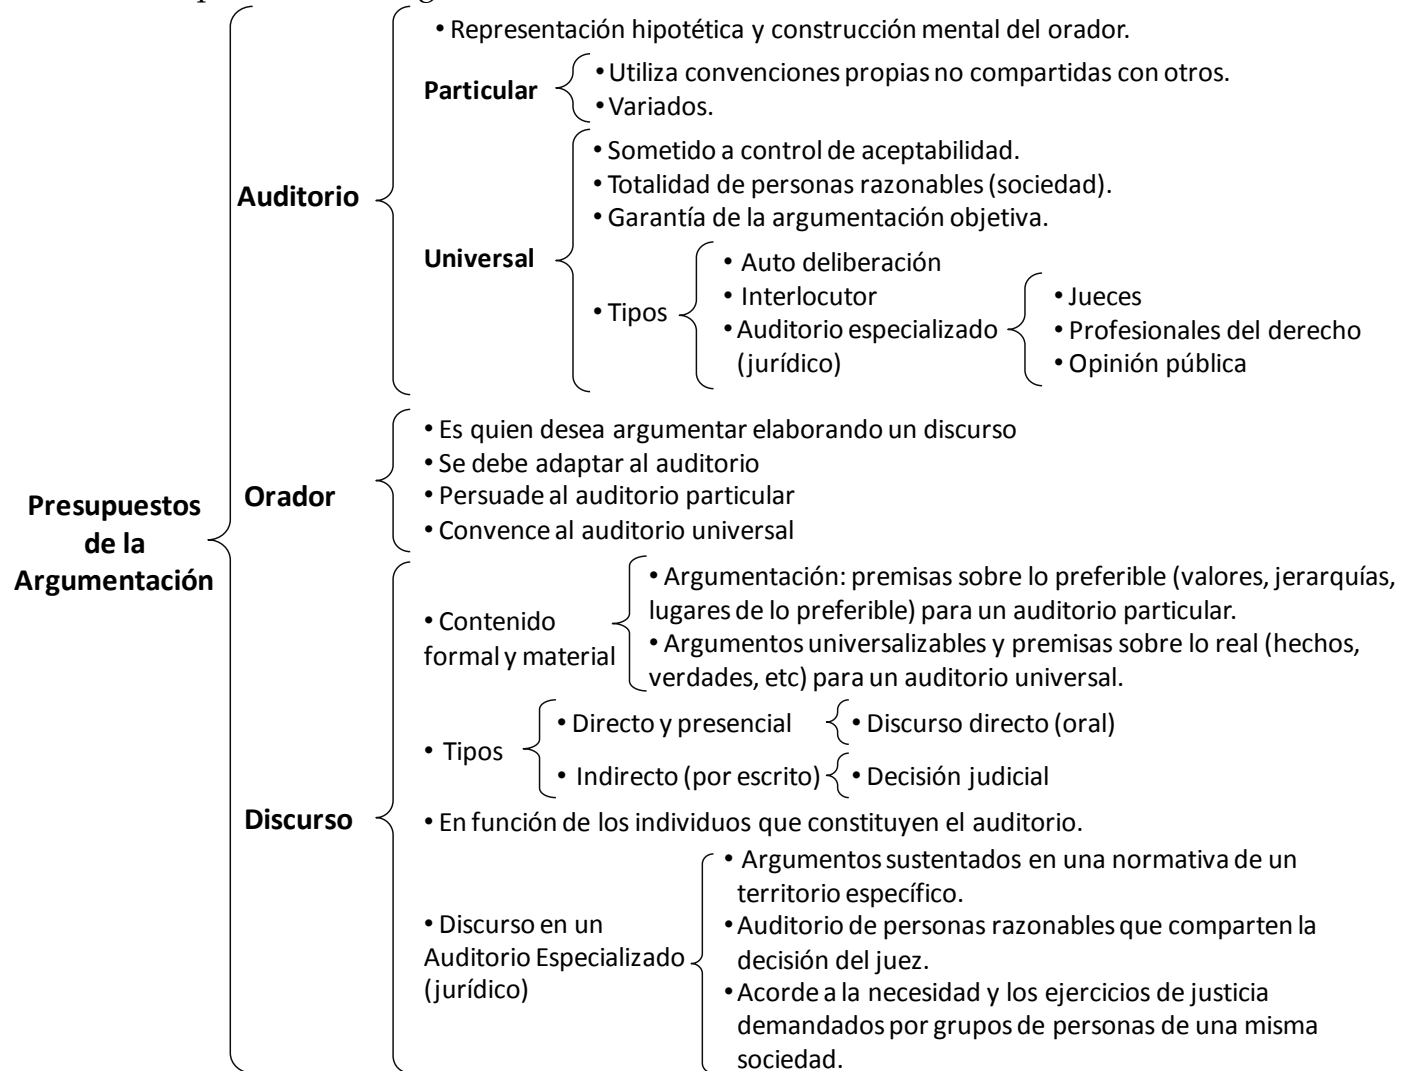 • Representación hipotética y construcción mental del orador.
Particular
• Utiliza convenciones propias no compartidas con otros.
• Variados.
Auditorio
Universal
• Sometido a control de aceptabilidad.
• Totalidad de personas razonables (sociedad).
• Garantía de la argumentación objetiva.
• Tipos
• Auto deliberación
• Interlocutor
• Auditorio especializado
(jurídico)
• Jueces
• Profesionales del derecho
• Opinión pública
Presupuestos
de la
Argumentación
Orador
• Es quien desea argumentar elaborando un discurso
• Se debe adaptar al auditorio
• Persuade al auditorio particular
• Convence al auditorio universal
Discurso
• Contenido
formal y material
• Argumentación: premisas sobre lo preferible (valores, jerarquías,
lugares de lo preferible) para un auditorio particular.
• Argumentos universalizables y premisas sobre lo real (hechos,
verdades, etc) para un auditorio universal.
• Tipos
• Directo y presencial
• Discurso directo (oral)
• Indirecto (por escrito)
• Decisión judicial
• En función de los individuos que constituyen el auditorio.
• Discurso en un
Auditorio Especializado
(jurídico)
• Argumentos sustentados en una normativa de un
territorio específico.
• Auditorio de personas razonables que comparten la
decisión del juez.
• Acorde a la necesidad y los ejercicios de justicia
demandados por grupos de personas de una misma
sociedad.